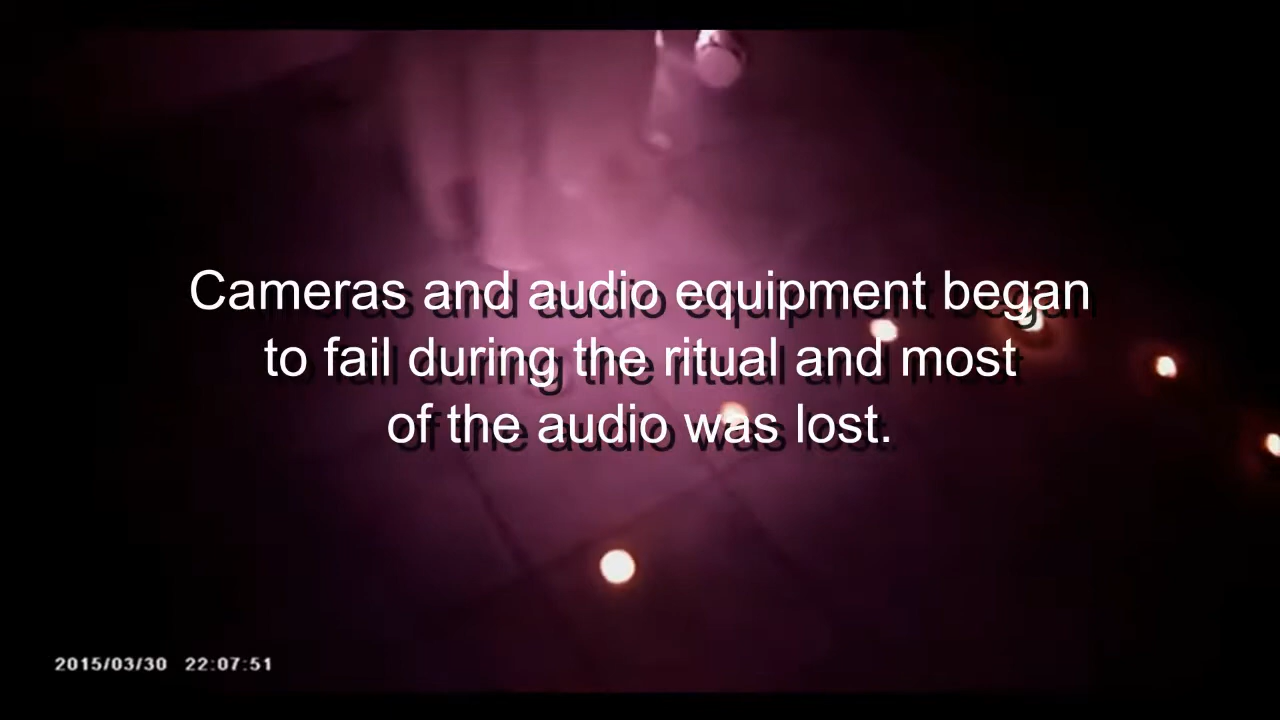 Cameras and audio equipment began
to fail during the ritual and most
of the audio was lost.
2015/03/30 22:07:51